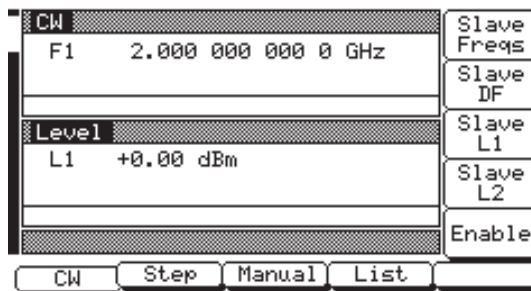 CW
F1 2.000 000 000 0 GHz
Level
L1 +0.00 dBm
Slave
Freqs
Slave
DF
Slave
L1
Slave
L2
Enable
CW Step Manual List